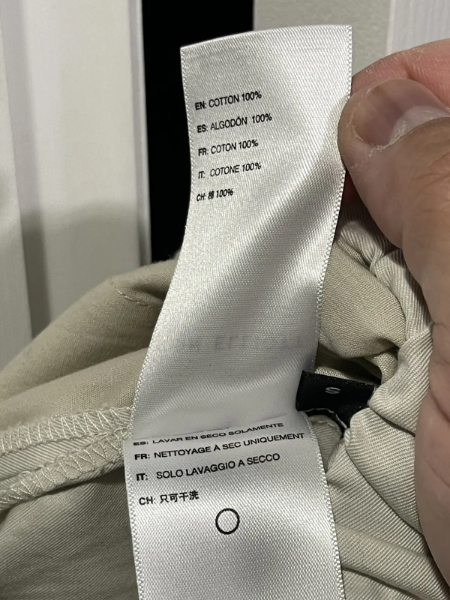 EN: COTTON 100%
ES: ALGODÓN 100%
FR: COTON 100%
IT: COTONE 100%
CH: 棉 100%
ES: LAVAR EN SECO SOLAMENTE
FR: NETTOYAGE A SEC UNIQUEMENT
IT: SOLO LAVAGGIO A SECCO
CH: 只可干洗